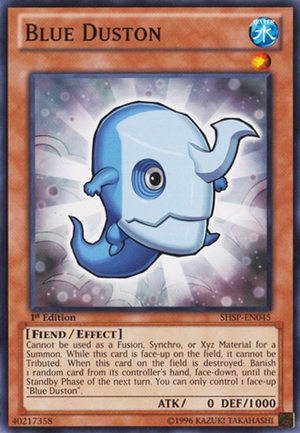 Blue Duston
WATER
水
1st Edition
SHSP-EN045
[FIEND / EFFECT]
Cannot be used as a Fusion, Synchro, or Xyz Material for a
Summon. While this card is face-up on the field, it cannot be
Tributed. When this card on the field is destroyed: Banish
1 random card from its controller's hand, face-down, until the
Standby Phase of the next turn. You can only control 1 face-up
"Blue Duston".
ATK/ 0 DEF/1000
40217358
©1996 KAZUKI TAKAHASHI